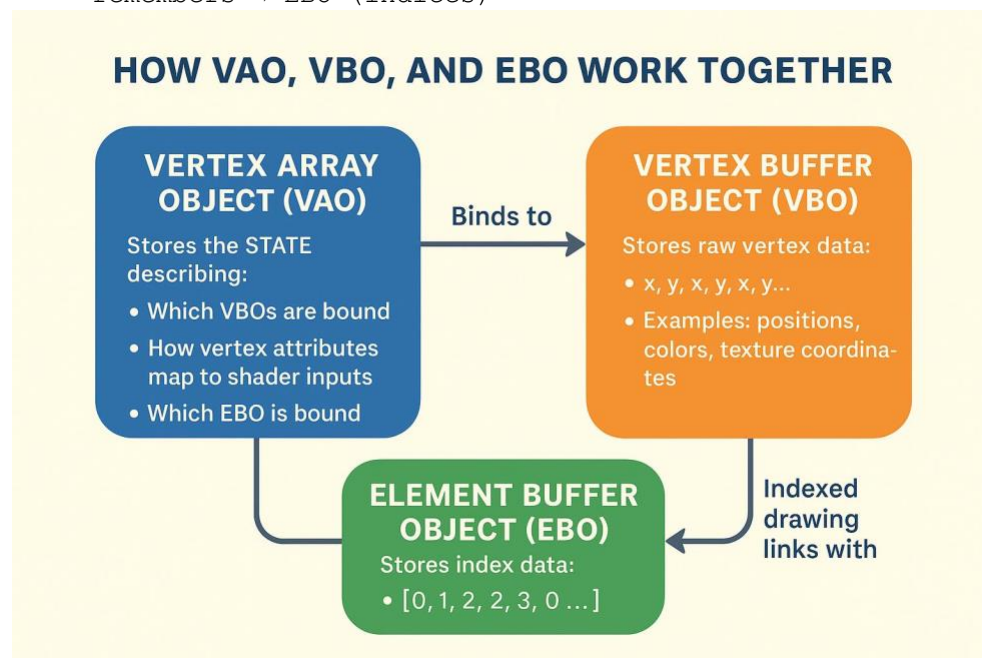 remembers → EBO (indices)
HOW VAO, VBO, AND EBO WORK TOGETHER
VERTEX ARRAY
OBJECT (VAO)
Stores the STATE
describing:
• Which VBOs are bound
• How vertex attributes
map to shader inputs
• Which EBO is bound
Binds to
VERTEX BUFFER
OBJECT (VBO)
Stores raw vertex data:
• x, y, x, y, x, y...
• Examples: positions,
colors, texture coordina-
tes
Indexed
drawing
links with
ELEMENT BUFFER
OBJECT (EBO)
Stores index data:
• [0, 1, 2, 2, 3, 0 ...]